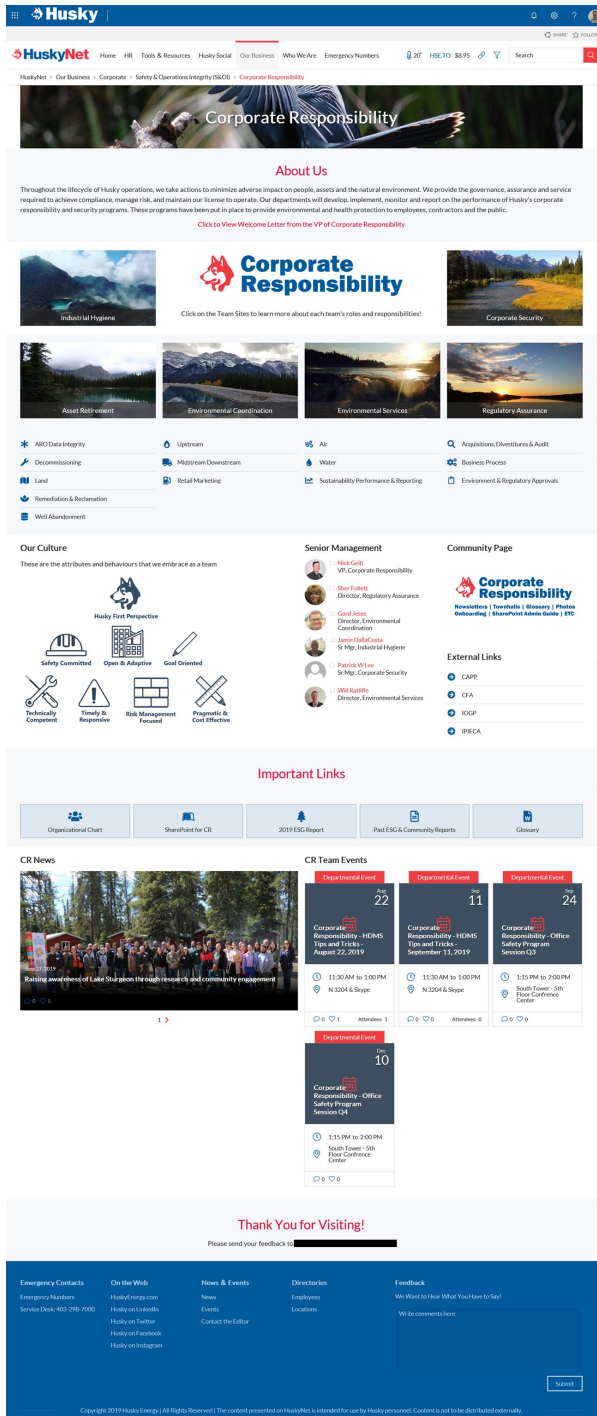 Husky
SHARE FOLLOW
HuskyNet Home HR Tools & Resources Husky Social Our Business Who We Are Emergency Numbers 20° HSE.TO $8.95 Search
HuskyNet > Our Business > Corporate > Safety & Operations Integrity (S&OI) > Corporate Responsibility
Corporate Responsibility
About Us
Throughout the lifecycle of Husky operations, we take actions to minimize adverse impact on people, assets and the natural environment. We provide the governance, assurance and service
required to achieve compliance, manage risk, and maintain our license to operate. Our departments will develop, implement, monitor and report on the performance of Husky's corporate
responsibility and security programs. These programs have been put in place to provide environmental and health protection to employees, contractors and the public.
Click to View Welcome Letter from the VP of Corporate Responsibility
Industrial Hygiene
Corporate
Responsibility
Click on the Team Sites to learn more about each team's roles and responsibilities!
Corporate Security
Asset Retirement
Environmental Coordination
Environmental Services
Regulatory Assurance
ARO Data Integrity
Decommissioning
Land
Remediation & Reclamation
Well Abandonment
Upstream
Midstream Downstream
Retail Marketing
Air
Water
Sustainability Performance & Reporting
Acquisitions, Divestitures & Audit
Business Process
Environment & Regulatory Approvals
Our Culture
These are the attributes and behaviours that we embrace as a team
Husky First Perspective
Safety Committed Open & Adaptive Goal Oriented
Technically
Competent
Timely &
Responsive
Risk Management
Focused
Pragmatic &
Cost Effective
Senior Management
Nick Geib
VP, Corporate Responsibility
Sher Follett
Director, Regulatory Assurance
Gord Jesse
Director, Environmental
Coordination
Jamie DallaCosta
Sr Mgr, Industrial Hygiene
Patrick W Lee
Sr Mgr, Corporate Security
Will Ratliffe
Director, Environmental Services
Community Page
Corporate
Responsibility
Newsletters | Townhalls | Glossary | Photos
Onboarding | SharePoint Admin Guide | ETC
External Links
CAPP
CFA
IOGP
IPIECA
Important Links
Organizational Chart
SharePoint for CR
2019 ESG Report
Past ESG & Community Reports
Glossary
CR News
June 27, 2019
Raising awareness of Lake Sturgeon through research and community engagement
0 5
1 >
CR Team Events
Departmental Event
Aug
22
Corporate
Responsibility - HDMS
Tips and Tricks -
August 22, 2019
11:30 AM to 1:00 PM
N 3204 & Skype
0 1 Attendees: 1
Departmental Event
Sep
11
Corporate
Responsibility - HDMS
Tips and Tricks -
September 11, 2019
11:30 AM to 1:00 PM
N 3204 & Skype
0 0 Attendees: 0
Departmental Event
Sep
24
Corporate
Responsibility - Office
Safety Program
Session Q3
1:15 PM to 2:00 PM
South Tower - 5th
Floor Confrence
Center
0 0
Departmental Event
Dec
10
Corporate
Responsibility - Office
Safety Program
Session Q4
1:15 PM to 2:00 PM
South Tower - 5th
Floor Confrence
Center
0 0
Thank You for Visiting!
Please send your feedback to
Emergency Contacts
Emergency Numbers
Service Desk: 403-298-7000
On the Web
HuskyEnergy.com
Husky on LinkedIn
Husky on Twitter
Husky on Facebook
Husky on Instagram
News & Events
News
Events
Contact the Editor
Directories
Employees
Locations
Feedback
We Want to Hear What You Have to Say!
Write comments here
Submit
Copyright 2019 Husky Energy | All Rights Reserved | The content presented on HuskyNet is intended for use by Husky personnel. Content is not to be distributed externally.